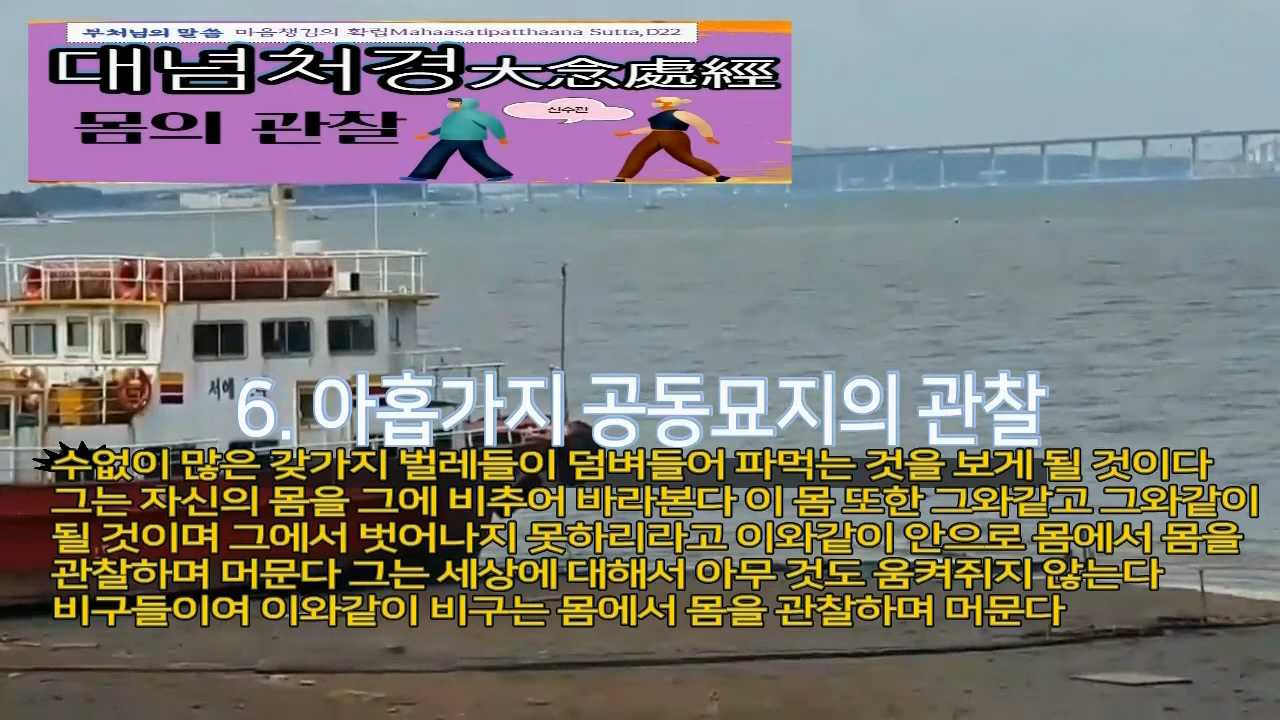 부처님의 말씀 마음챙김의 확립Mahaasatipatthaana Sutta,D22
대념처경大念處經
몸의 관찰
신수관
서해
6. 아홉가지 공동묘지의 관찰
수없이 많은 갖가지 벌레들이 덤벼들어 파먹는 것을 보게 될 것이다
그는 자신의 몸을 그에 비추어 바라본다 이 몸 또한 그와같고 그와같이
될 것이며 그에서 벗어나지 못하리라고 이와같이 안으로 몸에서 몸을
관찰하며 머문다 그는 세상에 대해서 아무 것도 움켜쥐지 않는다
비구들이여 이와같이 비구는 몸에서 몸을 관찰하며 머문다